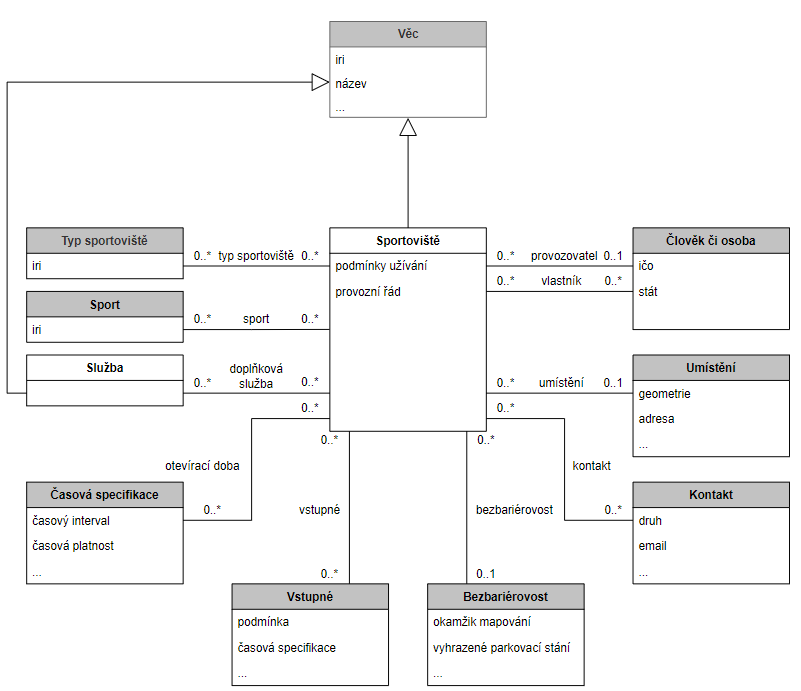 Věc
iri
název
...
Typ sportoviště
iri
0..* typ sportoviště 0..*
Sportoviště
podmínky užívání
provozní řád
0..* provozovatel 0..1
0..* vlastník 0..*
Člověk či osoba
ičo
stát
Sport
iri
0..* sport 0..*
Služba
0..* doplňková služba 0..*
0..* umístění 0..1
Umístění
geometrie
adresa
...
0..*
otevírací doba
0..*
Časová specifikace
časový interval
časová platnost
...
0..*
vstupné
0..*
0..*
bezbariérovost
0..1
0..*
kontakt
0..*
Kontakt
druh
email
...
Vstupné
podmínka
časová specifikace
...
Bezbariérovost
okamžik mapování
vyhrazené parkovací stání
...